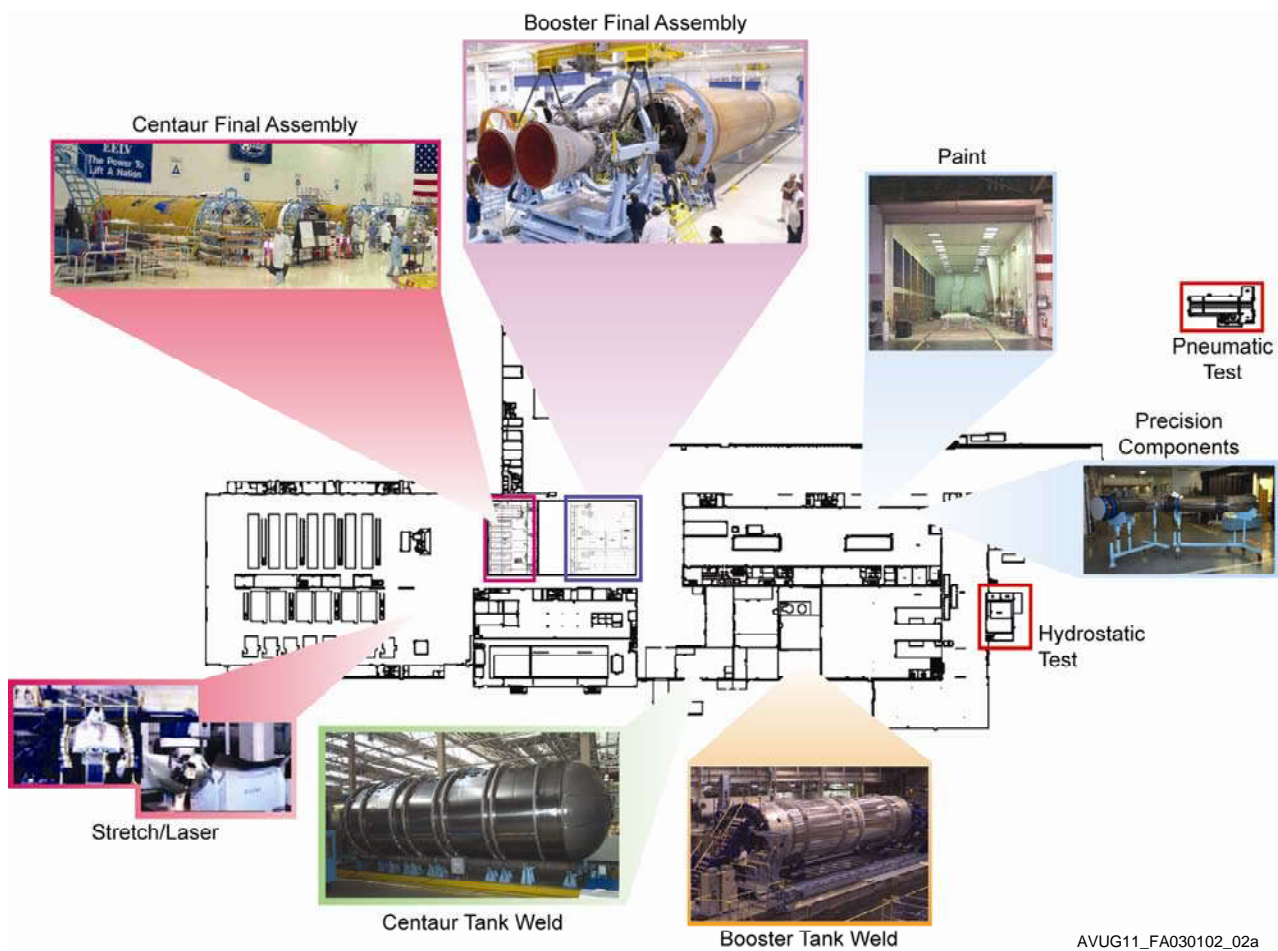 Booster Final Assembly
Centaur Final Assembly
EELV
The Power To
Lift A Nation
Paint
Pneumatic
Test
Precision
Components
Hydrostatic
Test
Stretch/Laser
Centaur Tank Weld
Booster Tank Weld
AVUG11_FA030102_02a